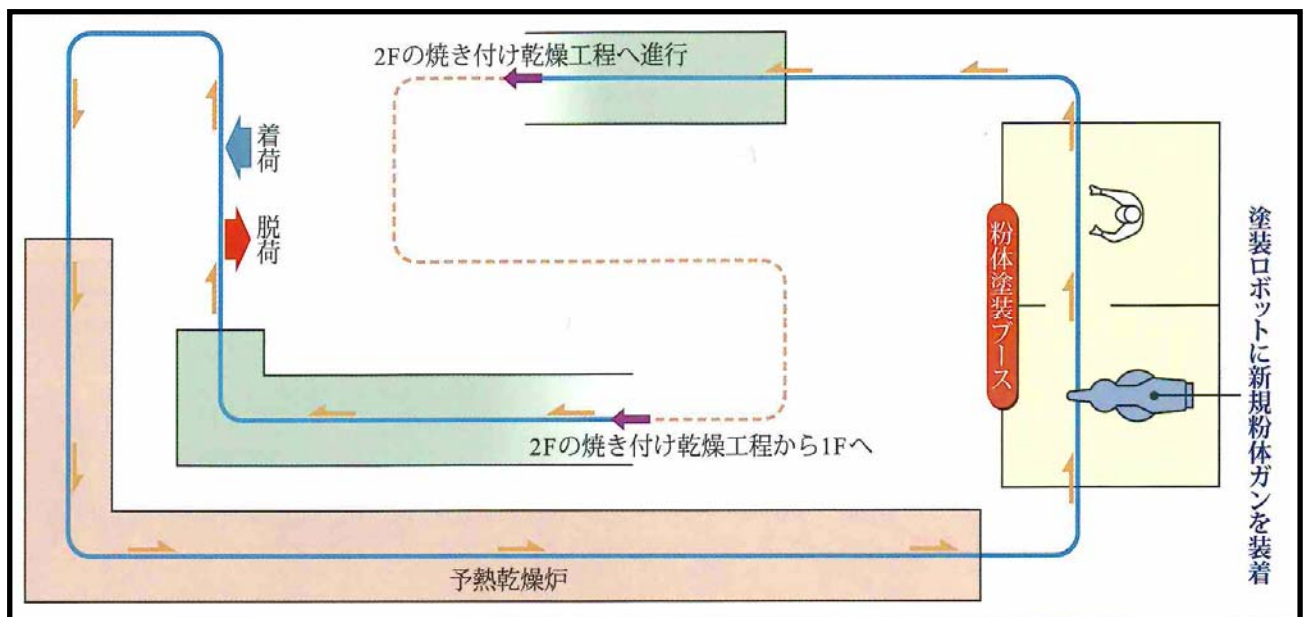 2Fの焼き付け乾燥工程へ進行
着荷
脱荷
粉体塗装ブース
塗装ロボットに新規粉体ガンを装着
2Fの焼き付け乾燥工程から1Fへ
予熱乾燥炉